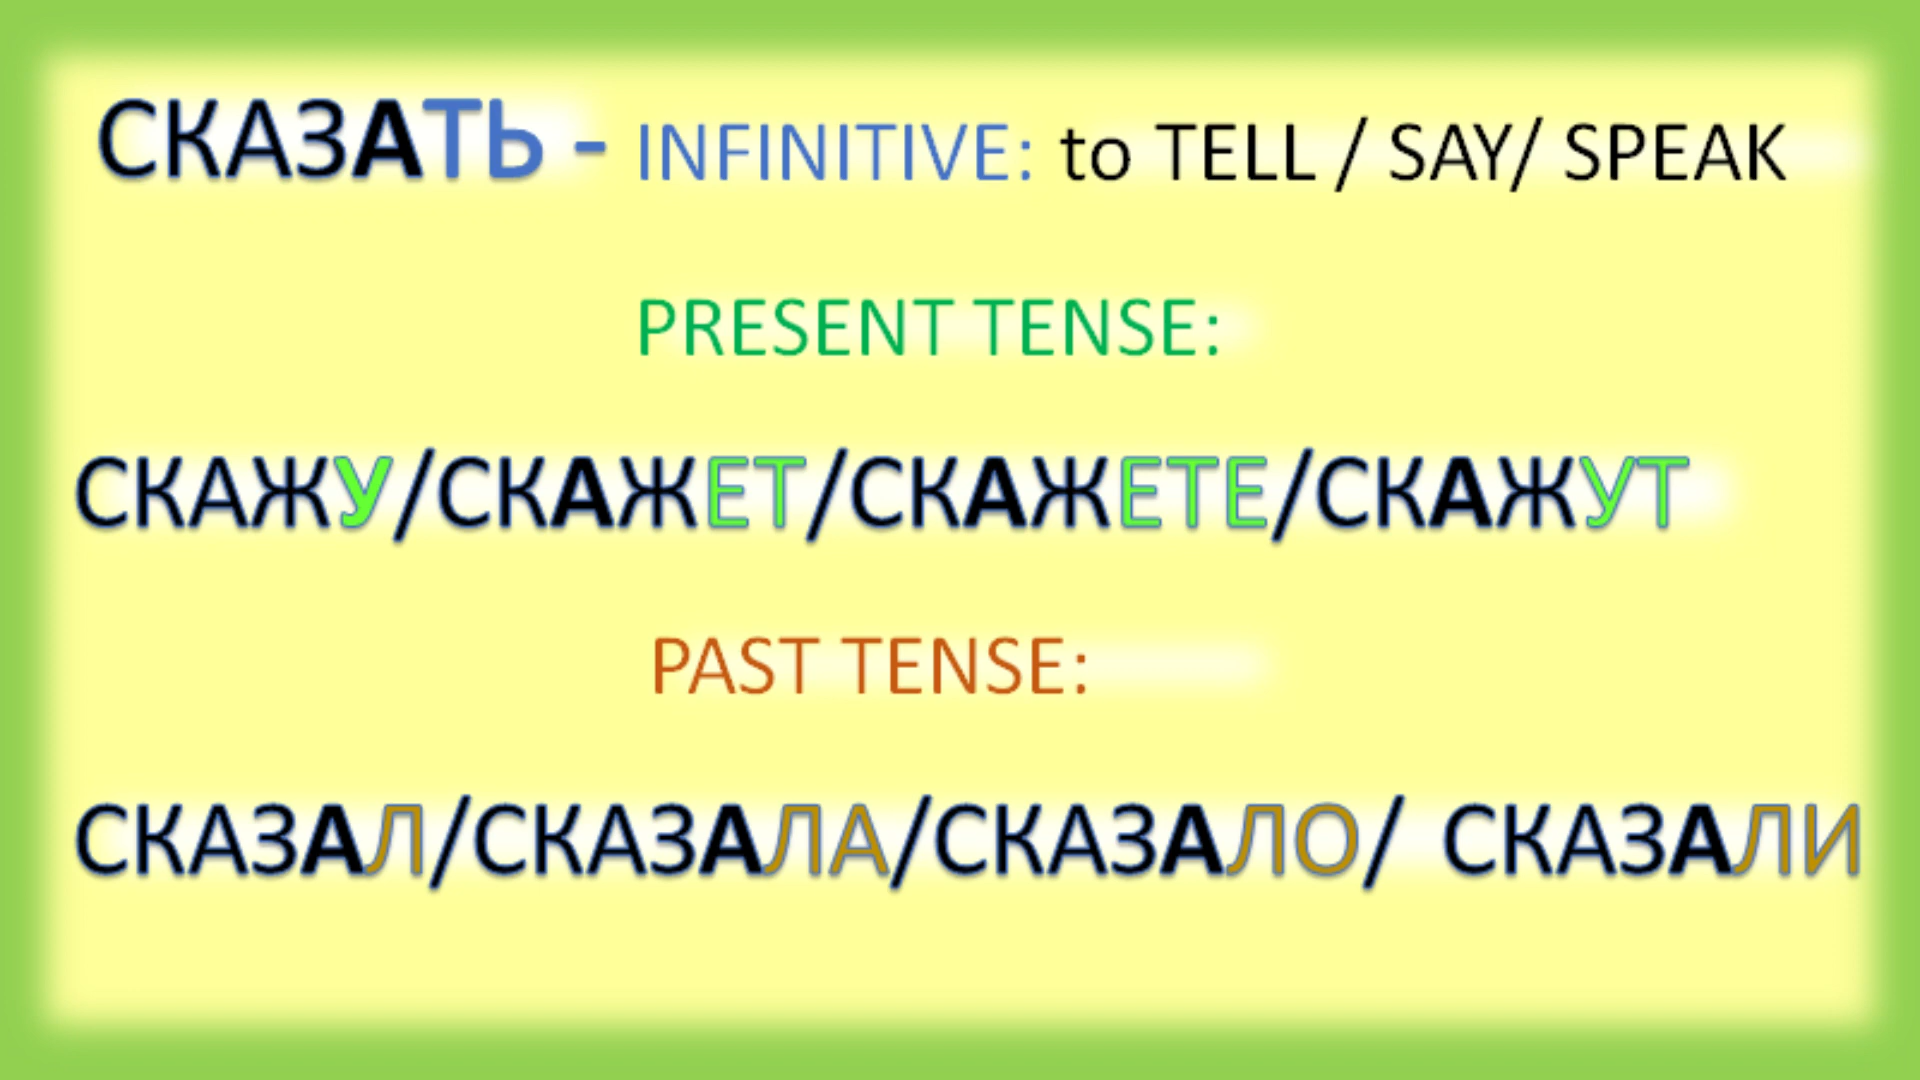 СКАЗАТЬ - INFINITIVE: to TELL / SAY/ SPEAK
PRESENT TENSE:
СКАЖУ/СКАЖЕТ/СКАЖЕТЕ/СКАЖУТ
PAST TENSE:
СКАЗАЛ/СКАЗАЛА/СКАЗАЛО/ СКАЗАЛИ